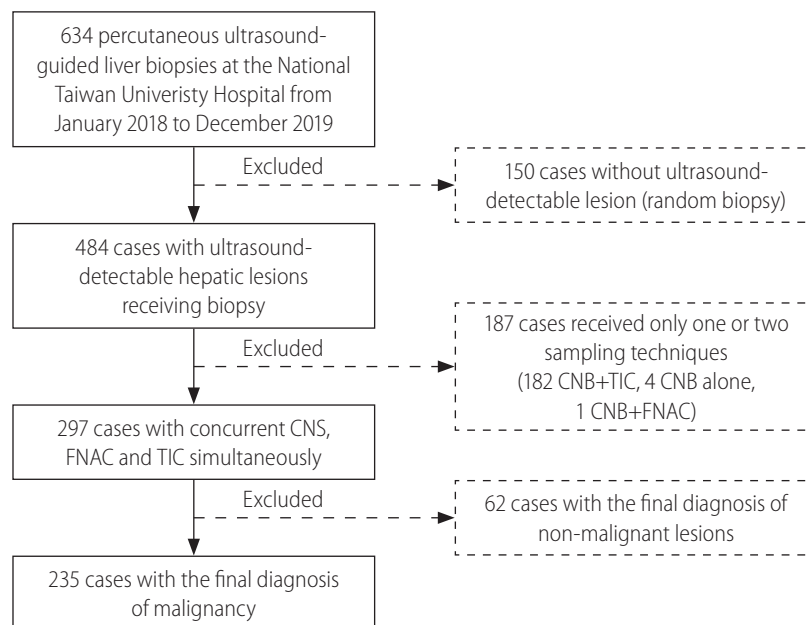 634 percutaneous ultrasound-
guided liver biopsies at the National
Taiwan Univeristy Hospital from
January 2018 to December 2019
Excluded
150 cases without ultrasound-
detectable lesion (random biopsy)
484 cases with ultrasound-
detectable hepatic lesions
receiving biopsy
Excluded
187 cases received only one or two
sampling techniques
(182 CNB+TIC, 4 CNB alone,
1 CNB+FNAC)
297 cases with concurrent CNS,
FNAC and TIC simultaneously
Excluded
62 cases with the final diagnosis of
non-malignant lesions
235 cases with the final diagnosis
of malignancy